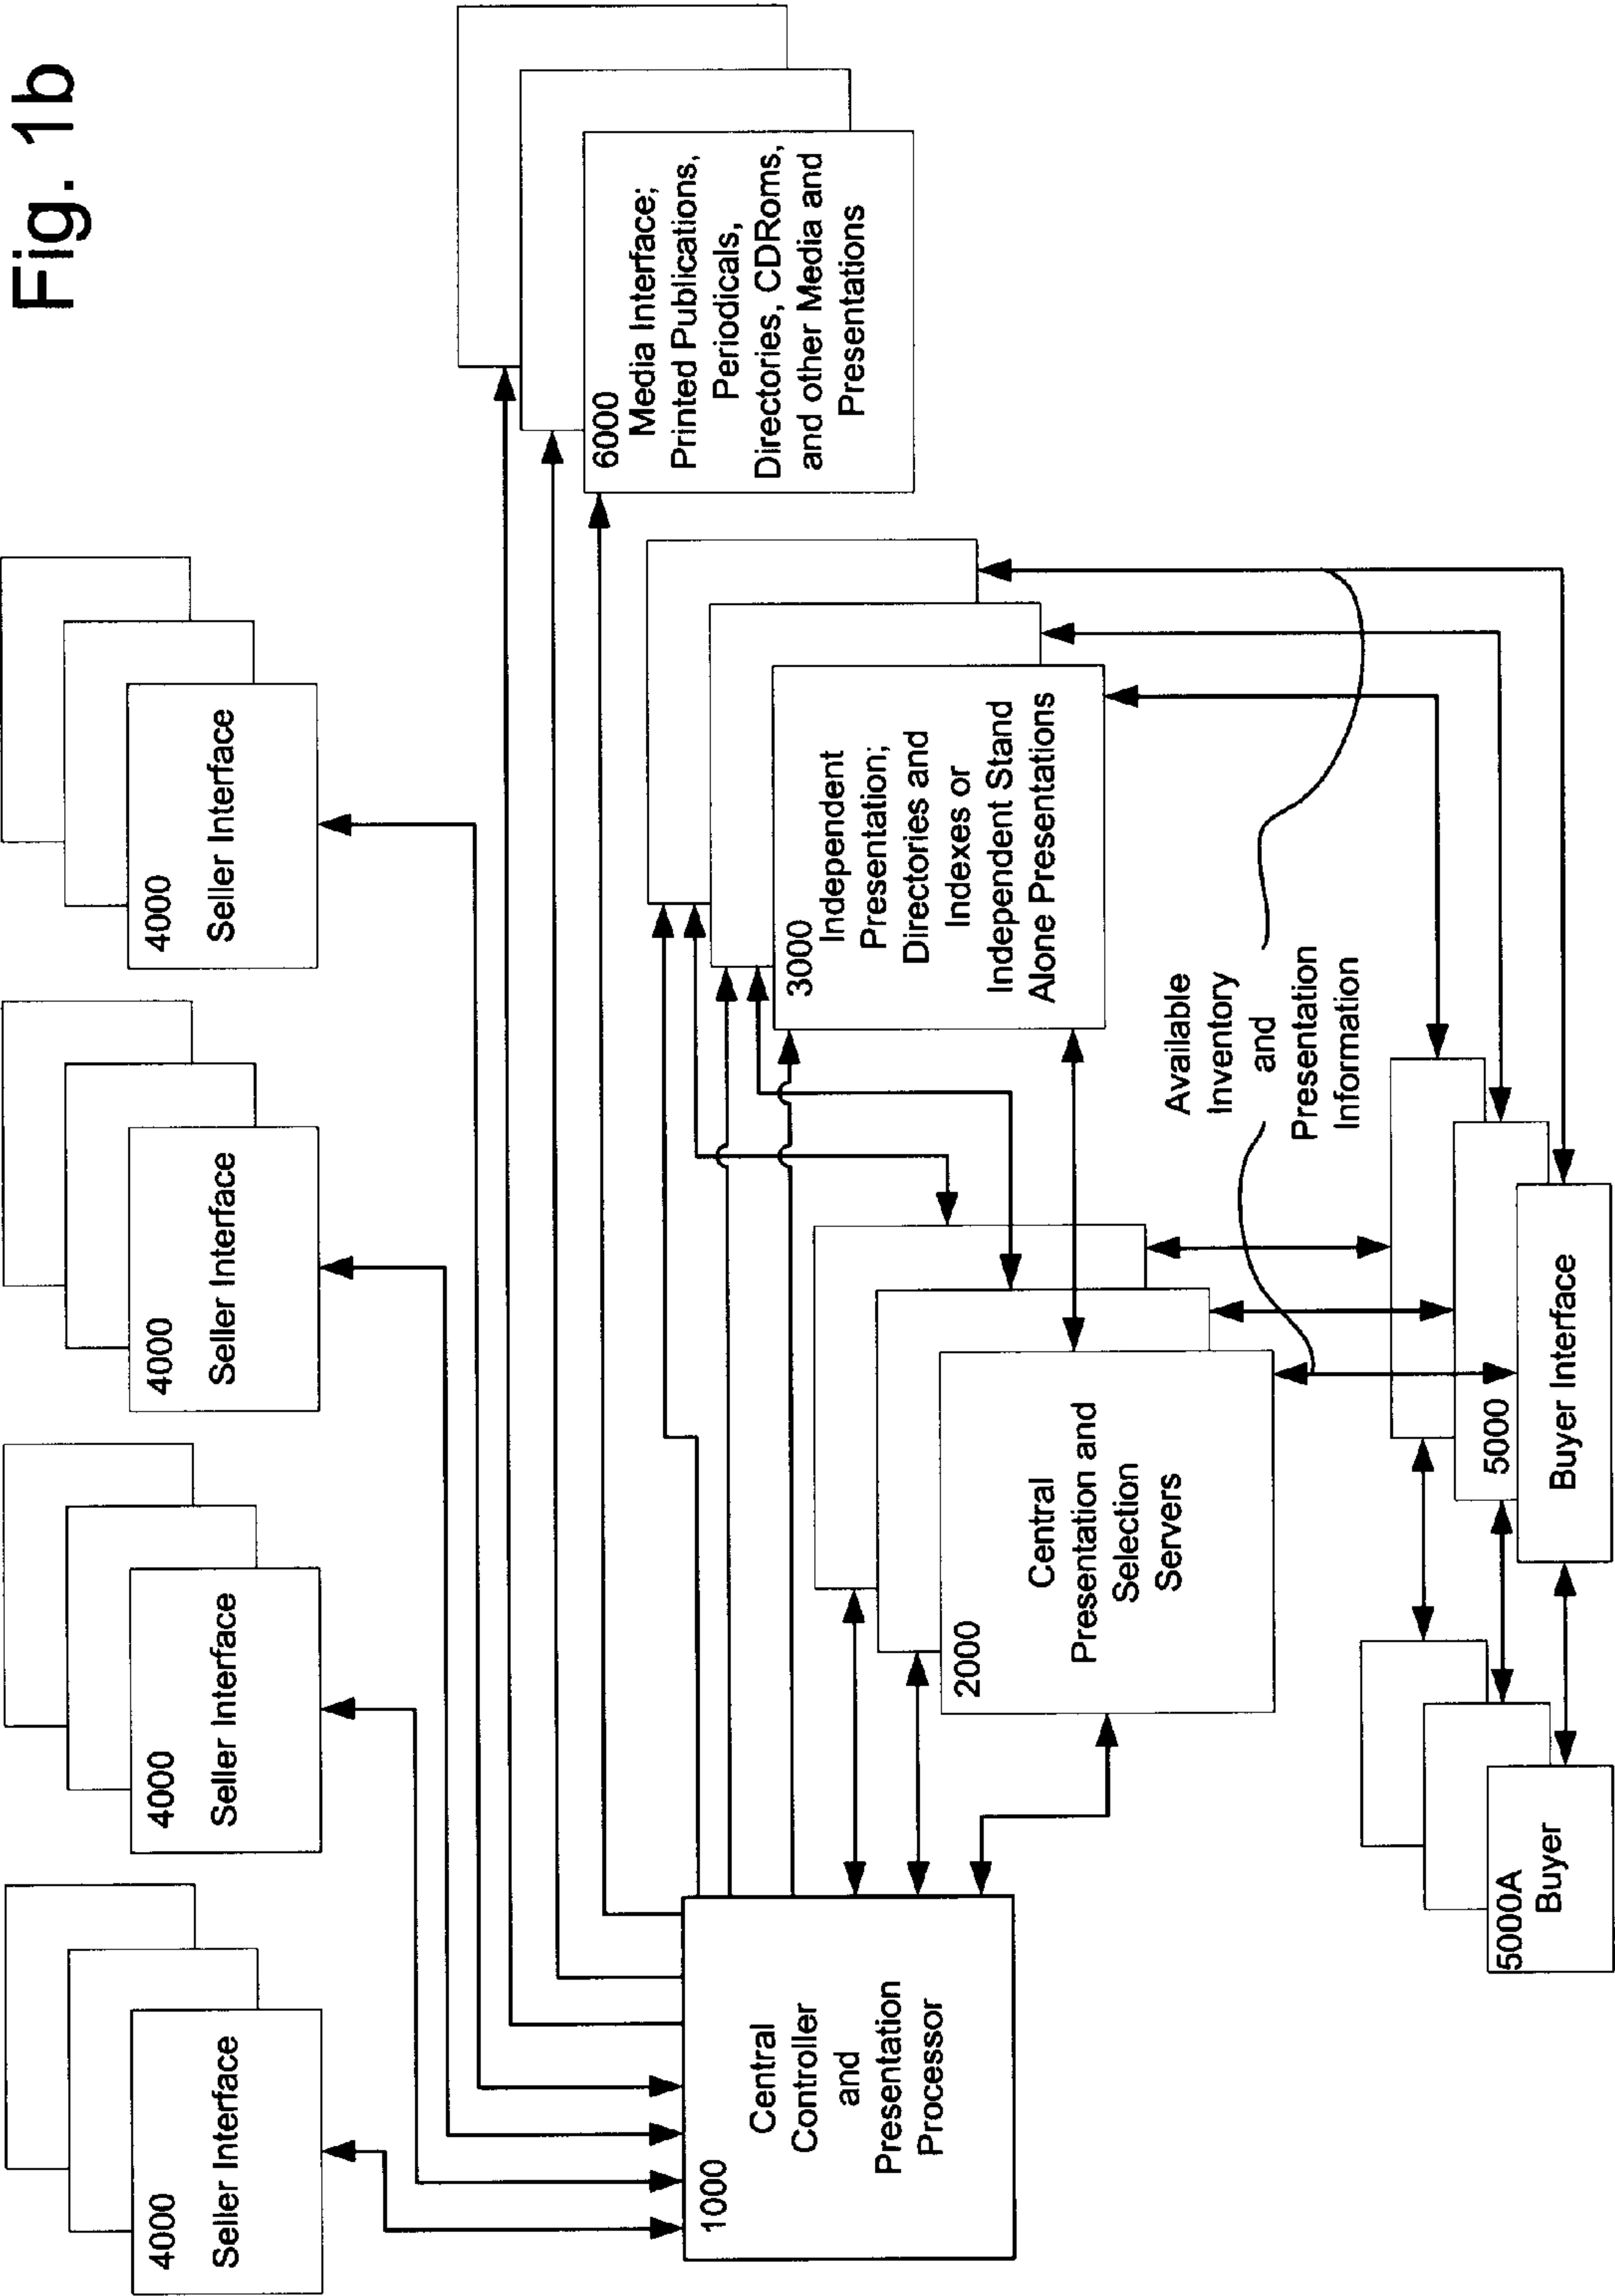 Fig. 1b
4000
Seller Interface
4000
Seller Interface
4000
Seller Interface
4000
Seller Interface
6000
Media Interface;
Printed Publications,
Periodicals,
Directories, CDRoms,
and other Media and
Presentations
1000
Central
Controller
and
Presentation
Processor
3000
Independent
Presentation;
Directories and
Indexes or
Independent Stand
Alone Presentations
2000
Central
Presentation and
Selection
Servers
Available
Inventory
and
Presentation
Information
5000A
Buyer
5000
Buyer Interface